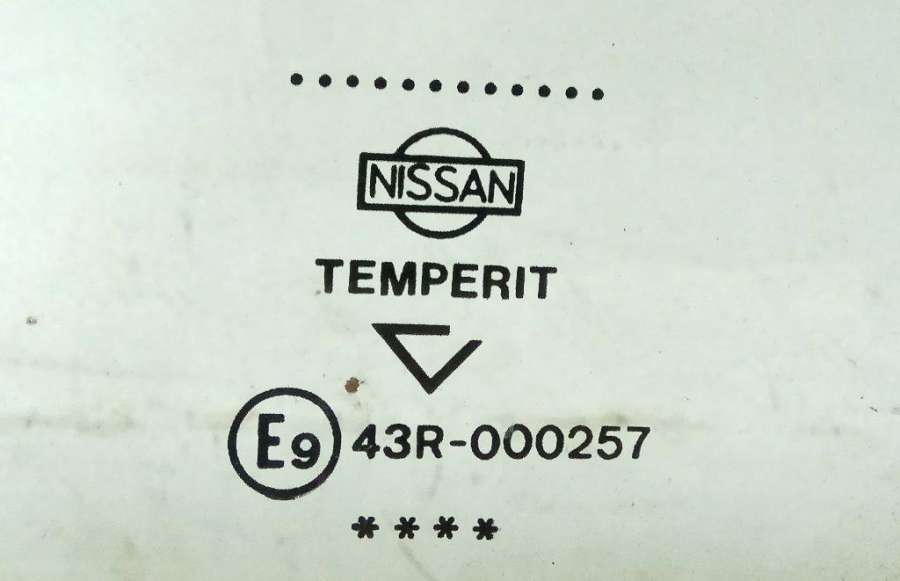 NISSAN
TEMPERIT
E9 43R-000257
****